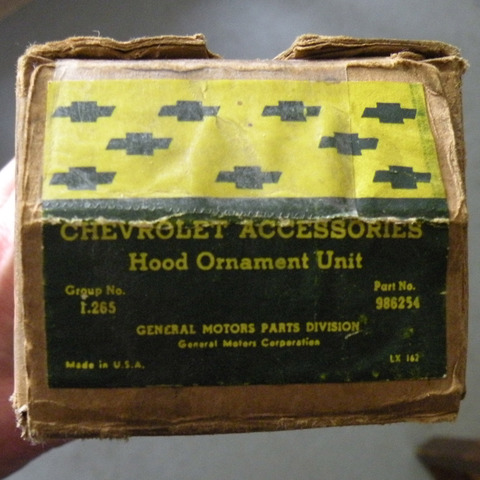 CHEVROLET ACCESSORIES
Hood Ornament Unit
Group No. Part No.
1.265 986254
GENERAL MOTORS PARTS DIVISION
General Motors Corporation
Made in U.S.A. LX 162